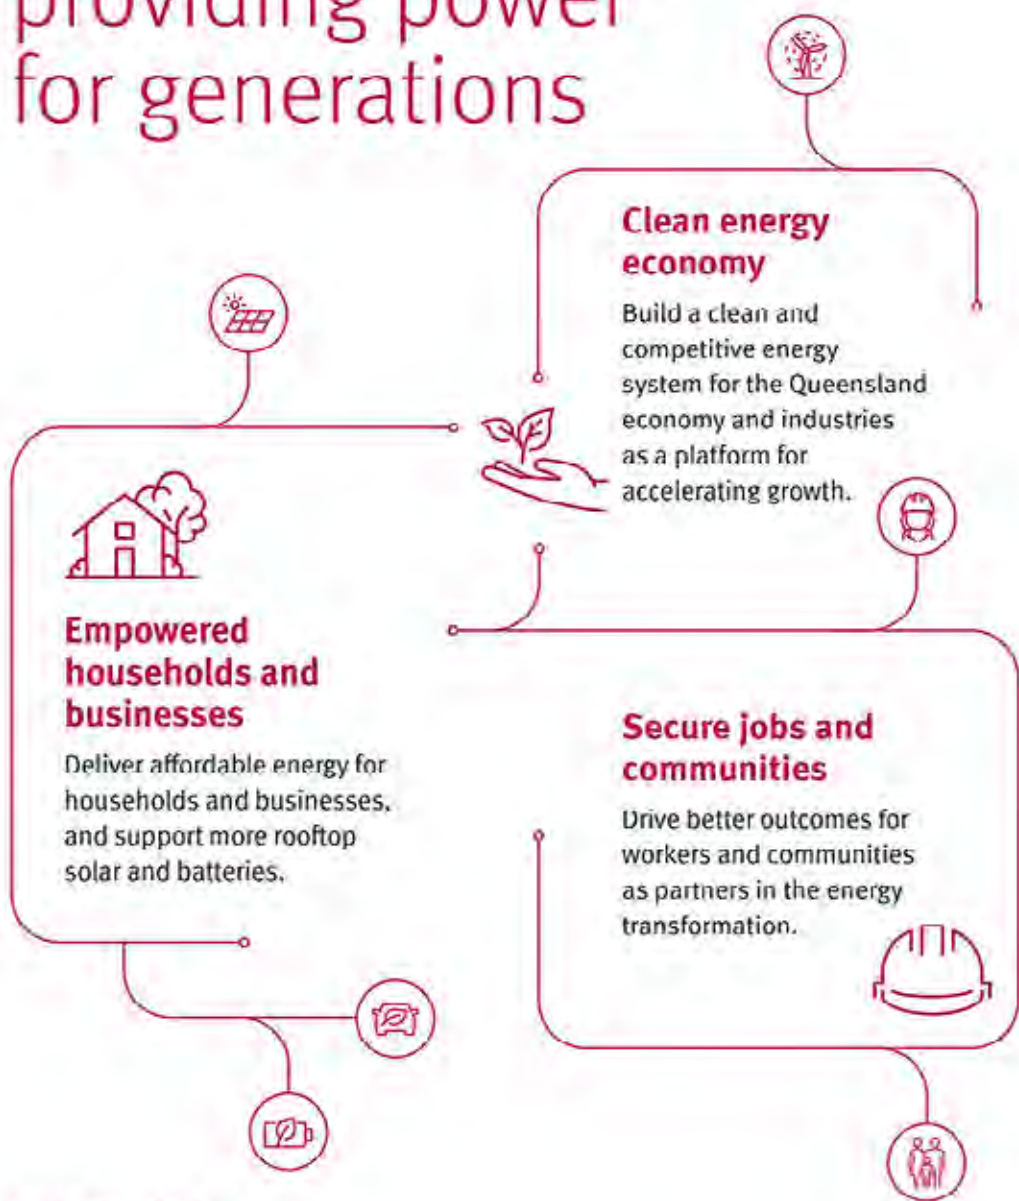 providing power
for generations
Clean energy
economy
Build a clean and
competitive energy
system for the Queensland
economy and industries
as a platform for
accelerating growth.
Empowered
households and
businesses
Deliver affordable energy for
households and businesses,
and support more rooftop
solar and batteries.
Secure jobs and
communities
Drive better outcomes for
workers and communities
as partners in the energy
transformation.